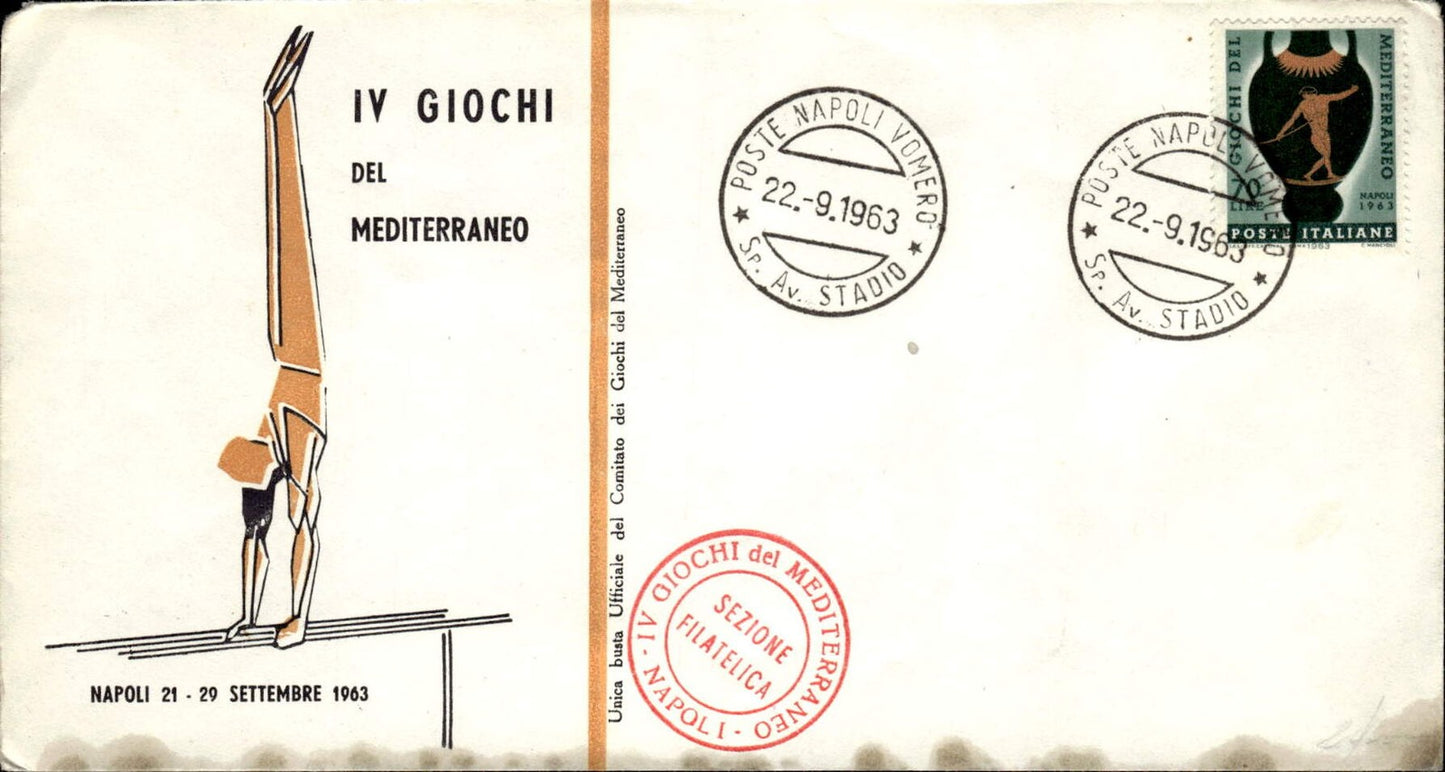 IV GIOCHI
DEL
MEDITERRANEO
NAPOLI 21 - 29 SETTEMBRE 1963
Unica busta Ufficiale del Comitato dei Giochi del Mediterraneo
POSTE NAPOLI VOMERO
22.-9.1963
★ Sp. Av. STADIO ★
POSTE NAPOLI VOMERO
22.-9.1963
★ Sp. Av. STADIO ★
GIOCHI DEL
MEDITERRANEO
70
LIRE
NAPOLI
1963
POSTE ITALIANE
1963
C. MANCIOLI
IV GIOCHI del MEDITERRANEO
- NAPOLI -
SEZIONE
FILATELICA